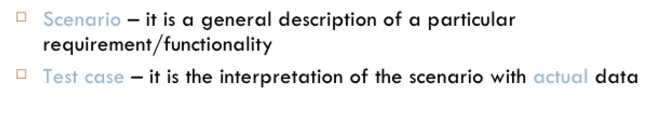 Scenario – it is a general description of a particular
requirement/functionality
Test case – it is the interpretation of the scenario with actual data